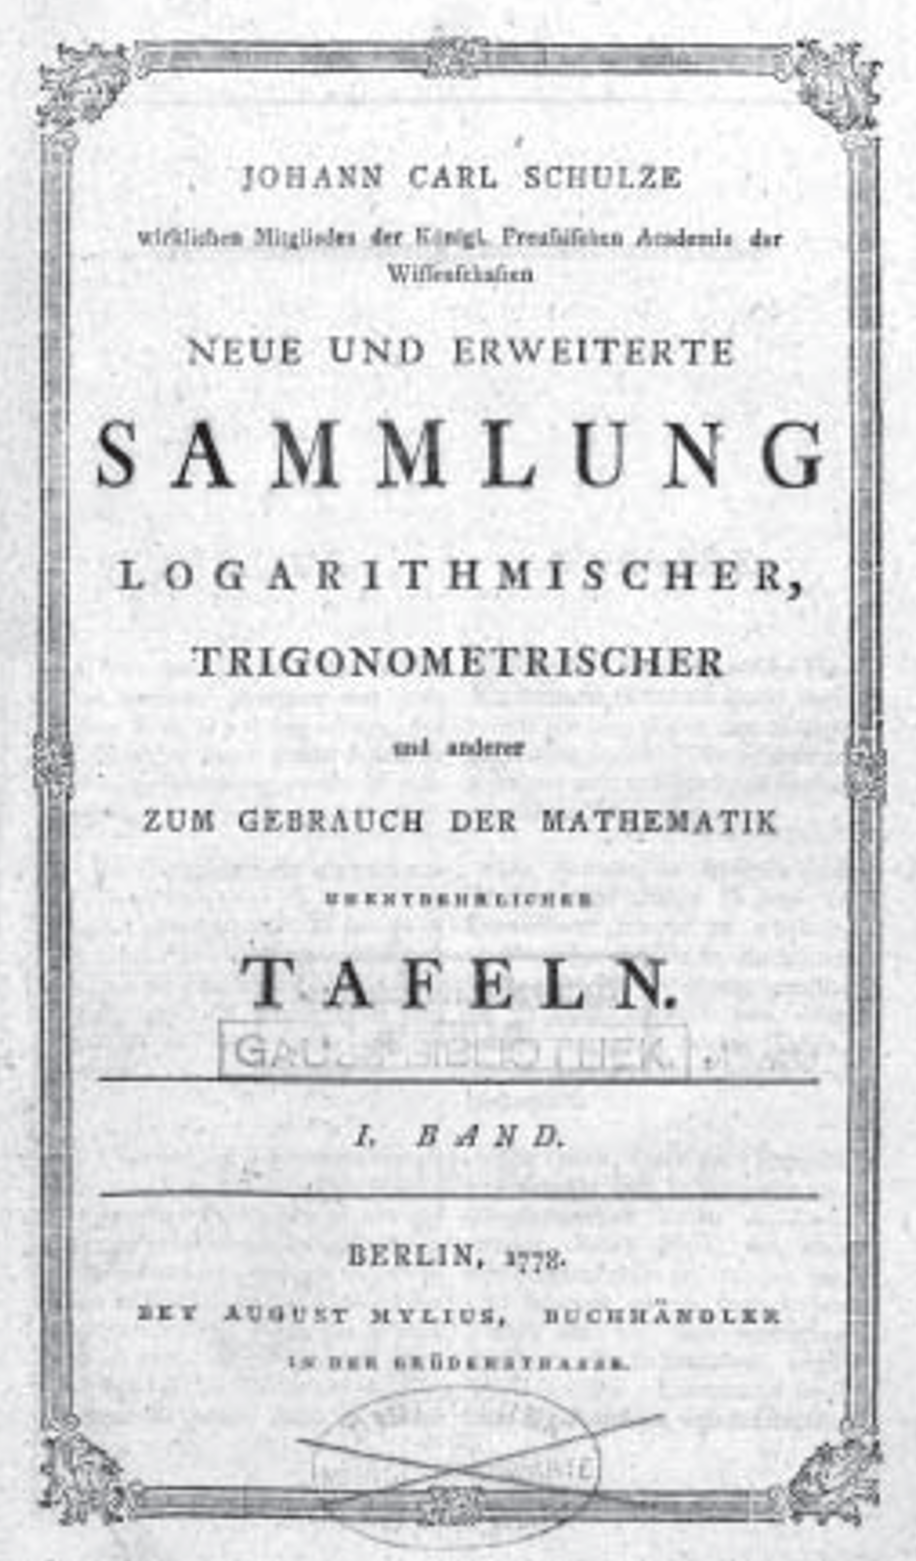 JOHANN CARL SCHULZE
wirklichen Mitgliedes der Königl. Preuſsiſchen Academie der
Wiſſenſchaften
NEUE UND ERWEITERTE
SAMMLUNG
LOGARITHMISCHER,
TRIGONOMETRISCHER
und anderer
ZUM GEBRAUCH DER MATHEMATIK
UNENTBEHRLICHER
TAFELN.
GAUSS-BIBLIOTHEK
I. BAND.
BERLIN, 1778.
BEY AUGUST MYLIUS, BUCHHÄNDLER
IN DER BRÜDERSTRASSE.